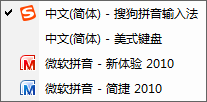 中文(简体) - 搜狗拼音输入法
中文(简体) - 美式键盘
微软拼音 - 新体验 2010
微软拼音 - 简捷 2010